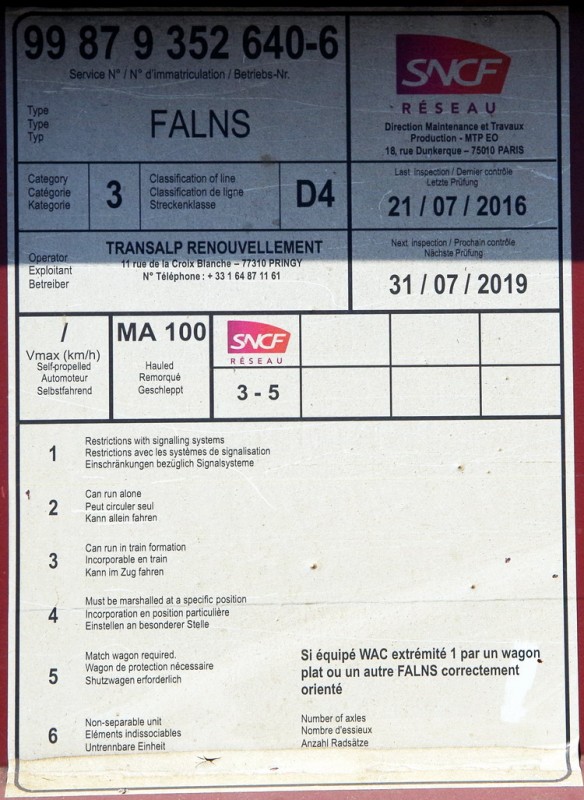 99 87 9 352 640-6
Service N° / N° d'immatriculation / Betriebs-Nr.
Type
Type
Typ
FALNS
SNCF
RÉSEAU
Direction Maintenance et Travaux
Production - MTP EO
18, rue Dunkerque – 75010 PARIS
Category
Catégorie
Kategorie
3
Classification of line
Classification de ligne
Streckenklasse
D4
Last inspection / Dernier contrôle
Letzte Prüfung
21 / 07 / 2016
Operator
Exploitant
Betreiber
TRANSALP RENOUVELLEMENT
11 rue de la Croix Blanche – 77310 PRINGY
N° Téléphone : + 33 1 64 87 11 61
Next inspection / Prochain contrôle
Nächste Prüfung
31 / 07 / 2019
/
Vmax (km/h)
Self-propelled
Automoteur
Selbstfahrend
MA 100
Hauled
Remorqué
Geschleppt
SNCF
RÉSEAU
3 - 5
1
Restrictions with signalling systems
Restrictions avec les systèmes de signalisation
Einschränkungen bezüglich Signalsysteme
2
Can run alone
Peut circuler seul
Kann allein fahren
3
Can run in train formation
Incorporable en train
Kann im Zug fahren
4
Must be marshalled at a specific position
Incorporation en position particulière
Einstellen an besonderer Stelle
5
Match wagon required.
Wagon de protection nécessaire
Shutzwagen erforderlich
Si équipé WAC extrémité 1 par un wagon
plat ou un autre FALNS correctement
orienté
6
Non-separable unit
Eléments indissociables
Untrennbare Einheit
Number of axles
Nombre d'essieux
Anzahl Radsätze